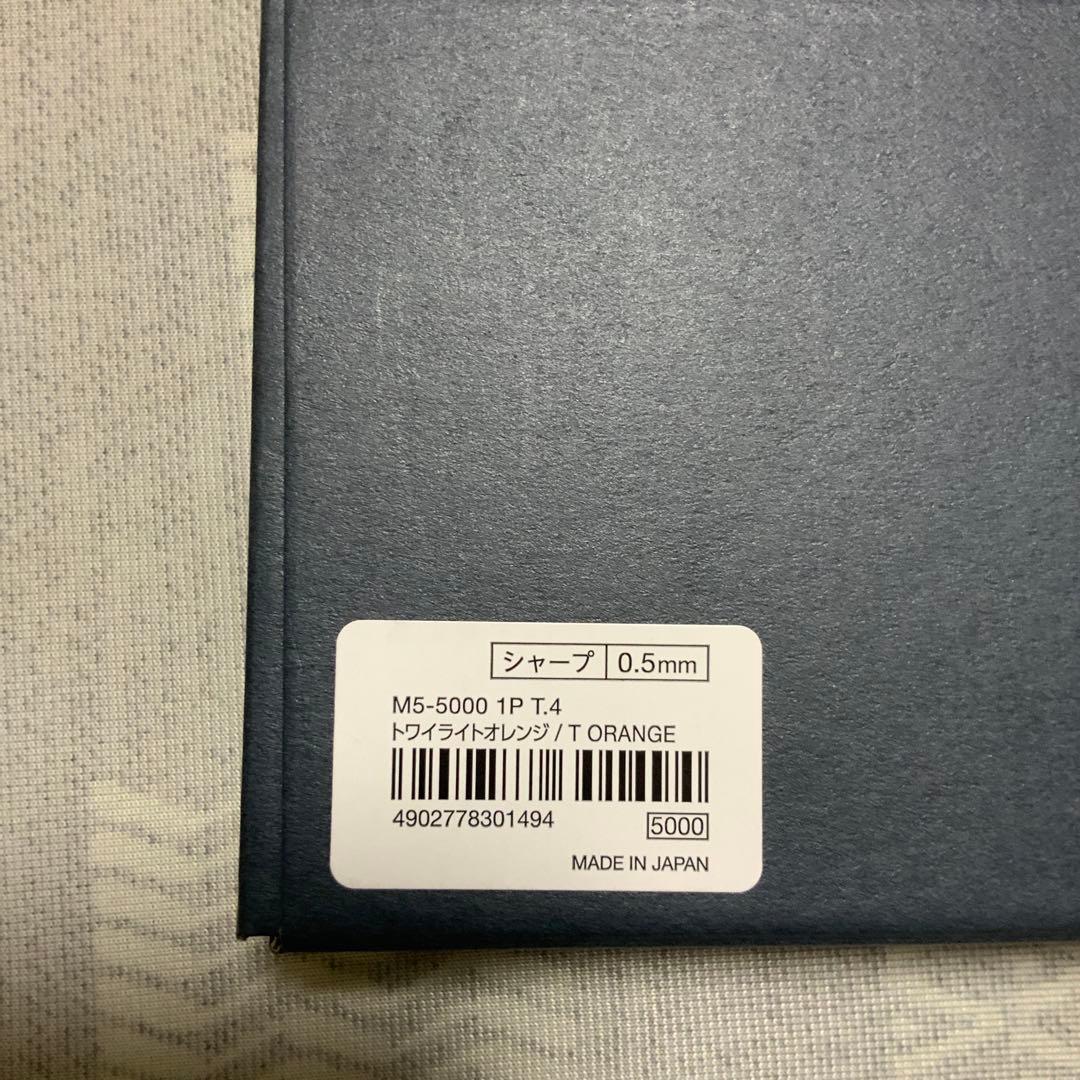 シャープ 0.5mm
M5-5000 1P T.4
トワイライトオレンジ / T ORANGE
4902778301494
5000
MADE IN JAPAN